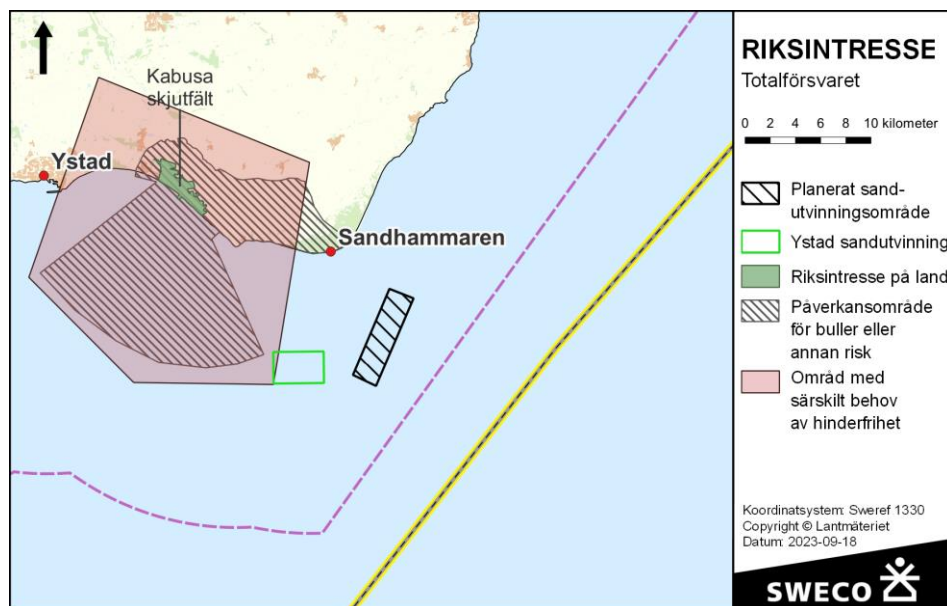 Kabusa
skjutfält
Ystad
Sandhammaren
RIKSINTRESSE
Totalförsvaret
0 2 4 6 8 10 kilometer
Planerat sand-
utvinningsområde
Ystad sandutvinning
Riksintresse på land
Påverkansområde
för buller eller
annan risk
Områd med
särskilt behov
av hinderfrihet
Koordinatsystem: Sweref 1330
Copyright © Lantmäteriet
Datum: 2023-09-18
SWECO